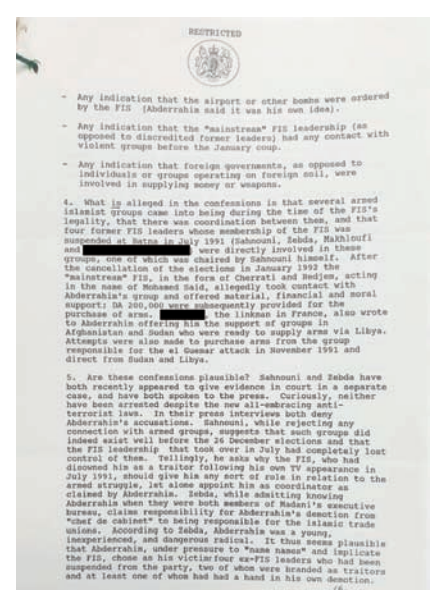 RESTRICTED
- Any indication that the airport or other bombs were ordered
by the FIS (Abderrahim said it was his own idea).
- Any indication that the "mainstream" FIS leadership (as
opposed to discredited former leaders) had any contact with
violent groups before the January coup.
- Any indication that foreign governments, as opposed to
individuals or groups operating on foreign soil, were
involved in supplying money or weapons.
4. What is alleged in the confessions is that several armed
islamist groups came into being during the time of the FIS's
legality, that there was coordination between them, and that
four former FIS leaders whose membership of the FIS was
suspended at Batna in July 1991 (Sahnouni, Zebda, Makhloufi
and were directly involved in these
groups, one of which was chaired by Sahnouni himself. After
the cancellation of the elections in January 1992 the
"mainstream" FIS, in the form of Cherrati and Redjem, acting
in the name of Mohamed Said, allegedly took contact with
Abderrahim's group and offered material, financial and moral
support; DA 200,000 were subsequently provided for the
purchase of arms. , the linkman in France, also wrote
to Abderrahim offering him the support of groups in
Afghanistan and Sudan who were ready to supply arms via Libya.
Attempts were also made to purchase arms from the group
responsible for the el Guemar attack in November 1991 and
direct from Sudan and Libya.
5. Are these confessions plausible? Sahnouni and Zebda have
both recently appeared to give evidence in court in a separate
case, and have both spoken to the press. Curiously, neither
have been arrested despite the new all-embracing anti-
terrorist laws. In their press interviews both deny
Abderrahim's accusations. Sahnouni, while rejecting any
connection with armed groups, suggests that such groups did
indeed exist well before the 26 December elections and that
the FIS leadership that took over in July had completely lost
control of them. Tellingly, he asks why the FIS, who had
disowned him as a traitor following his own TV appearance in
July 1991, should give him any sort of role in relation to the
armed struggle, let alone appoint him as coordinator as
claimed by Abderrahim. Zebda, while admitting knowing
Abderrahim when they were both members of Madani's executive
bureau, claims responsibility for Abderrahim's demotion from
"chef de cabinet" to being responsible for the islamic trade
unions. According to Zebda, Abderrahim was a young,
inexperienced, and dangerous radical. It thus seems plausible
that Abderrahim, under pressure to "name names" and implicate
the FIS, chose as his victim four ex-FIS leaders who had been
suspended from the party, two of whom were branded as traitors
and at least one of whom had had a hand in his own demotion.